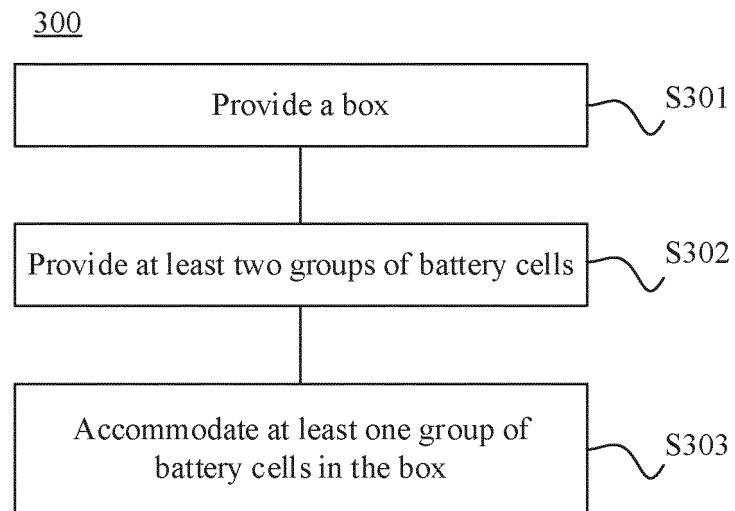 300
Provide a box
S301
Provide at least two groups of battery cells
S302
Accommodate at least one group of
battery cells in the box
S303